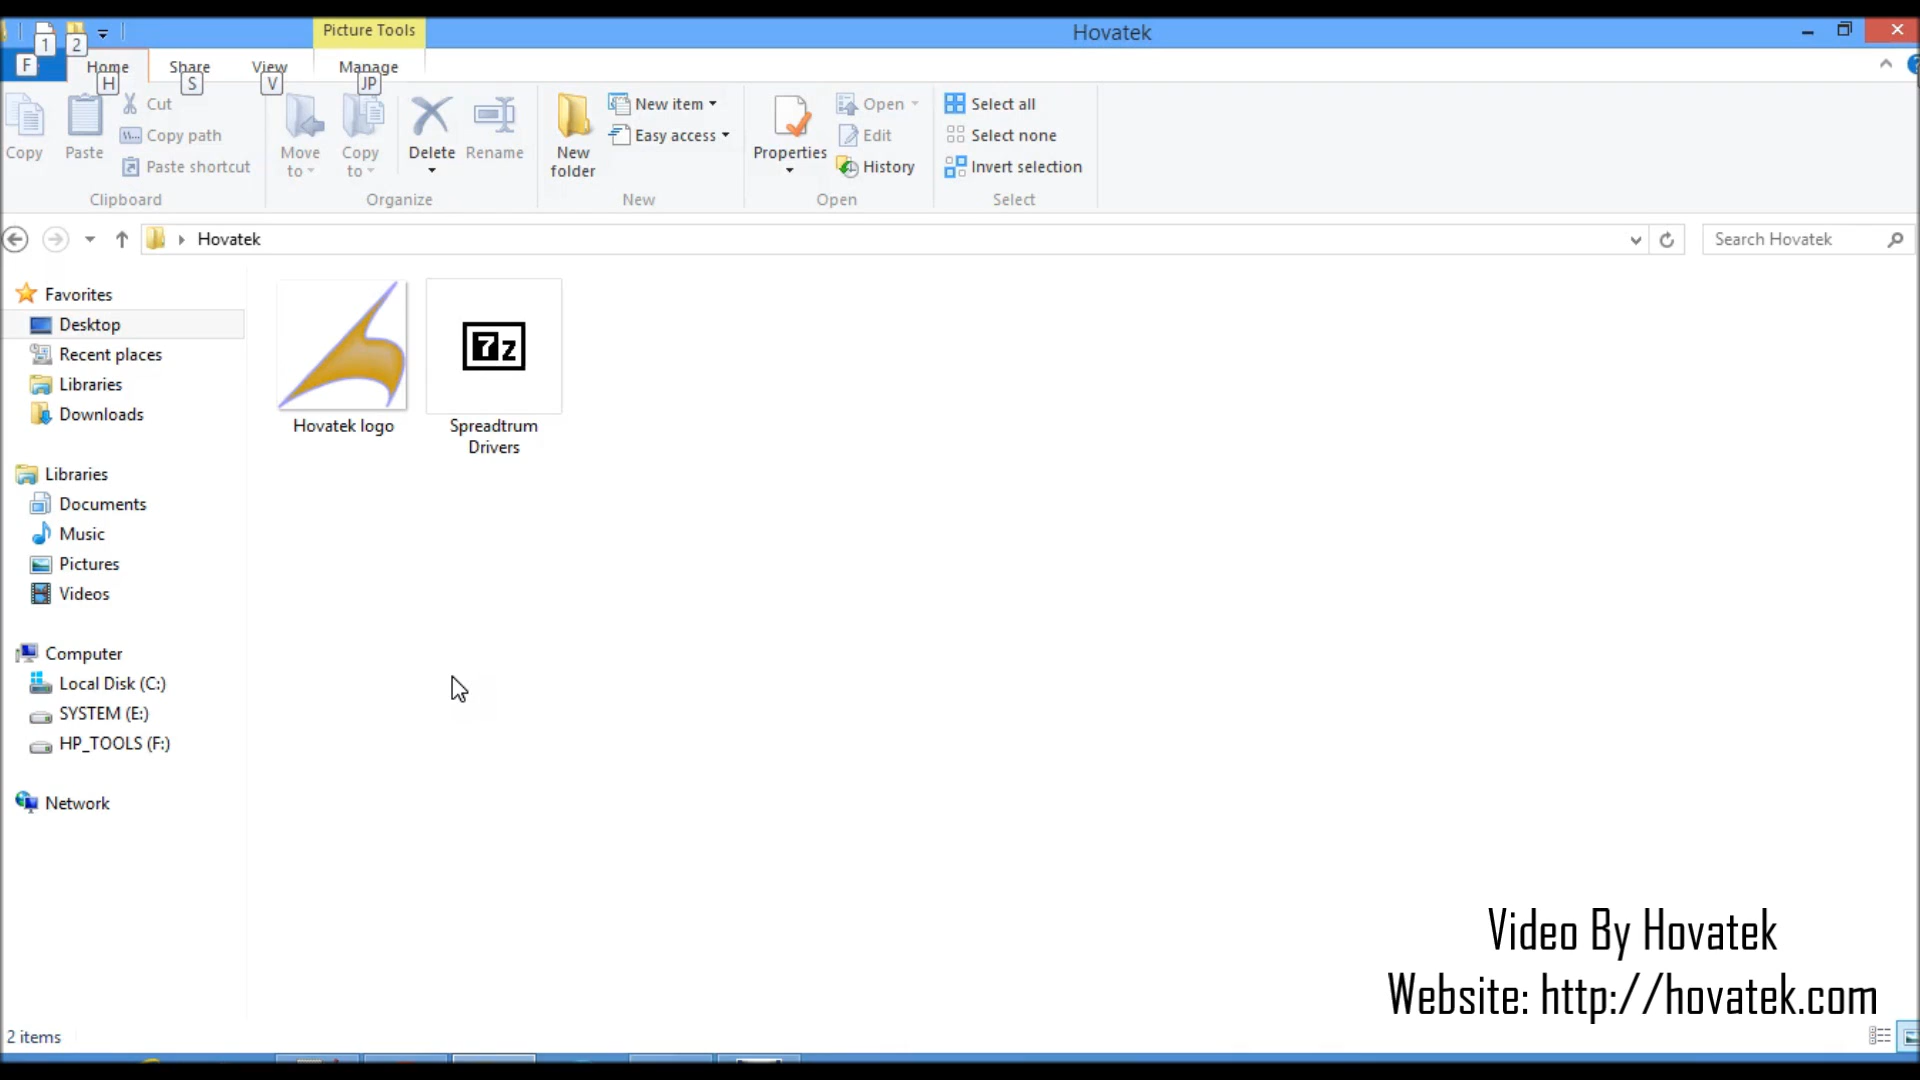 Picture Tools
Hovatek
1
2
F
Home
Share
View
Manage
H
S
V
JP
Copy
Paste
Cut
Copy path
Paste shortcut
Clipboard
Move to
Copy to
Delete
Rename
Organize
New folder
New item
Easy access
New
Properties
Open
Edit
History
Open
Select all
Select none
Invert selection
Select
Hovatek
Search Hovatek
Favorites
Desktop
Recent places
Libraries
Downloads
Libraries
Documents
Music
Pictures
Videos
Computer
Local Disk (C:)
SYSTEM (E:)
HP_TOOLS (F:)
Network
Hovatek logo
7z
Spreadtrum
Drivers
Video By Hovatek
Website: http://hovatek.com
2 items